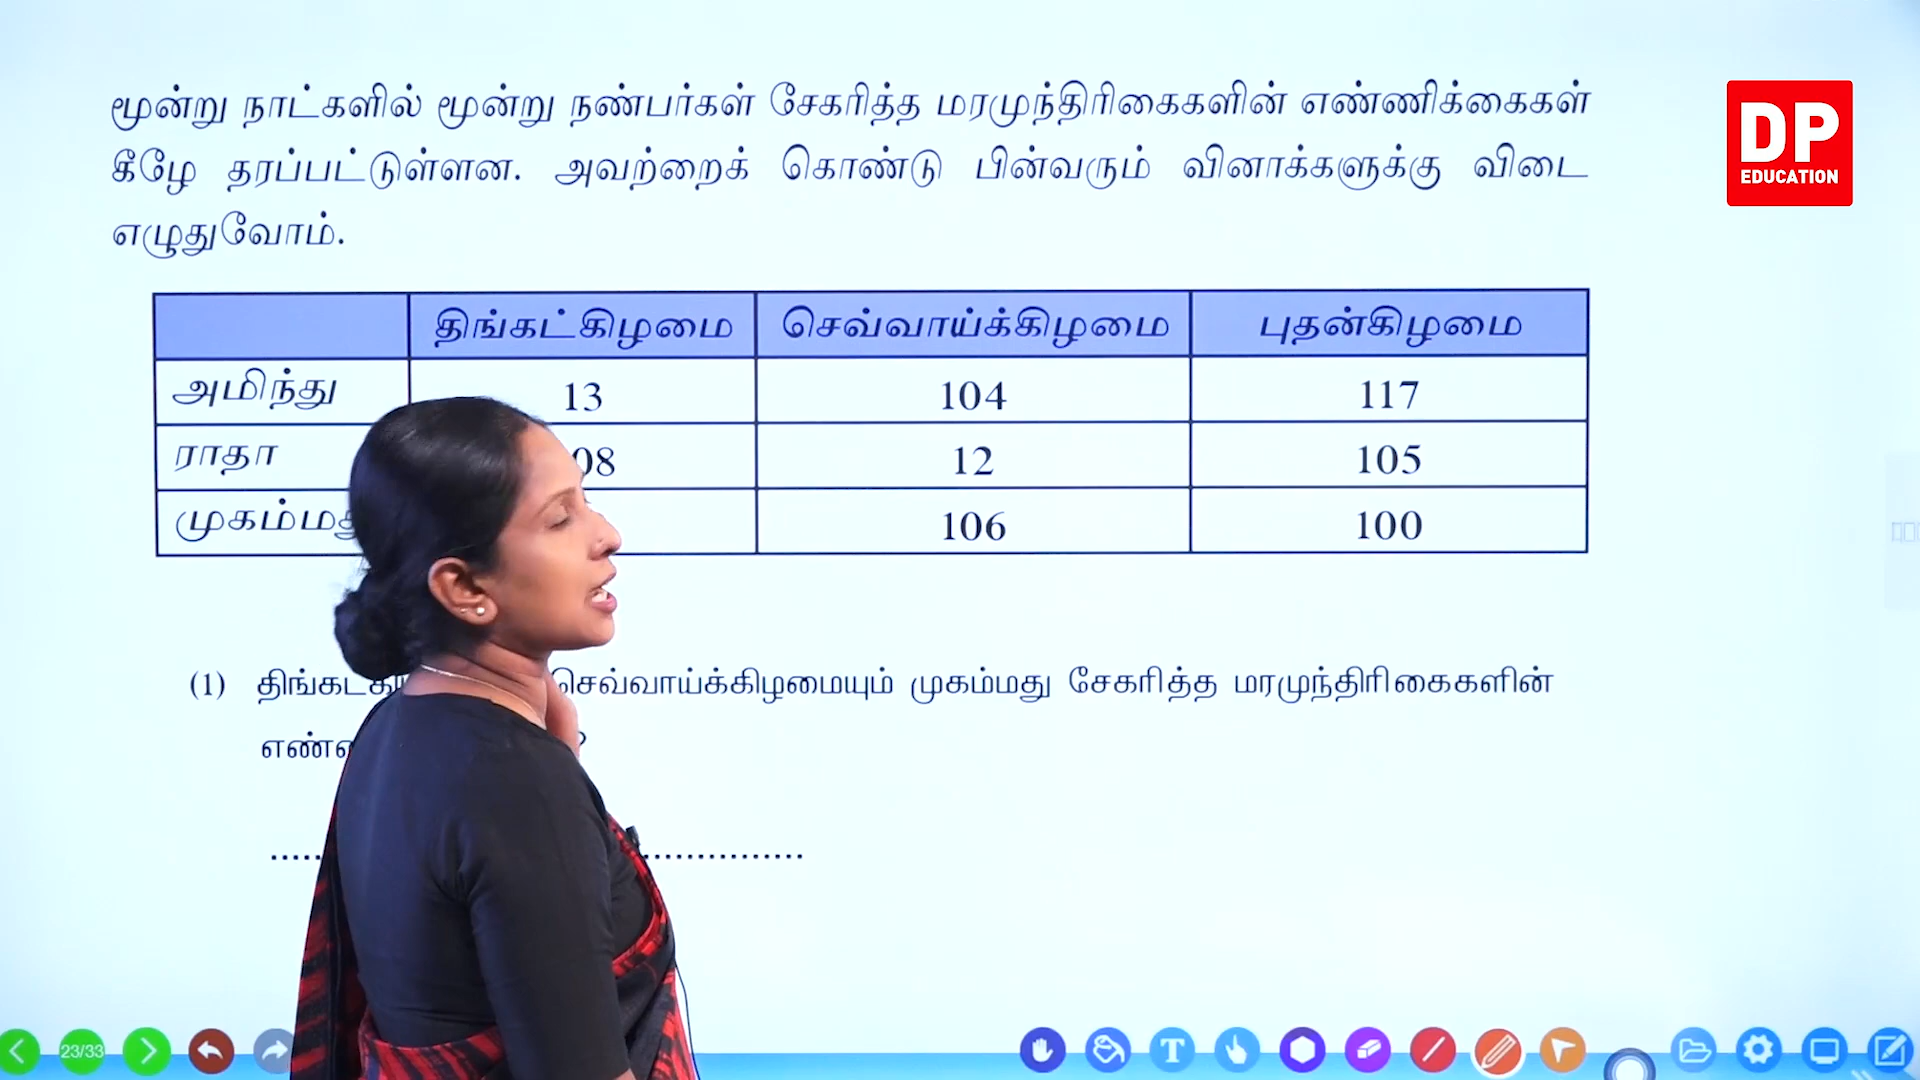 மூன்று நாட்களில் மூன்று நண்பர்கள் சேகரித்த மரமுந்திரிகைகளின் எண்ணிக்கைகள்
கீழே தரப்பட்டுள்ளன. அவற்றைக் கொண்டு பின்வரும் வினாக்களுக்கு விடை
எழுதுவோம்.
DP
EDUCATION
திங்கட்கிழமை செவ்வாய்க்கிழமை புதன்கிழமை
அமிந்து 13 104 117
ராதா 12 105
106 100
(1) செவ்வாய்க்கிழமையும் முகம்மது சேகரித்த மரமுந்திரிகைகளின்
23/33